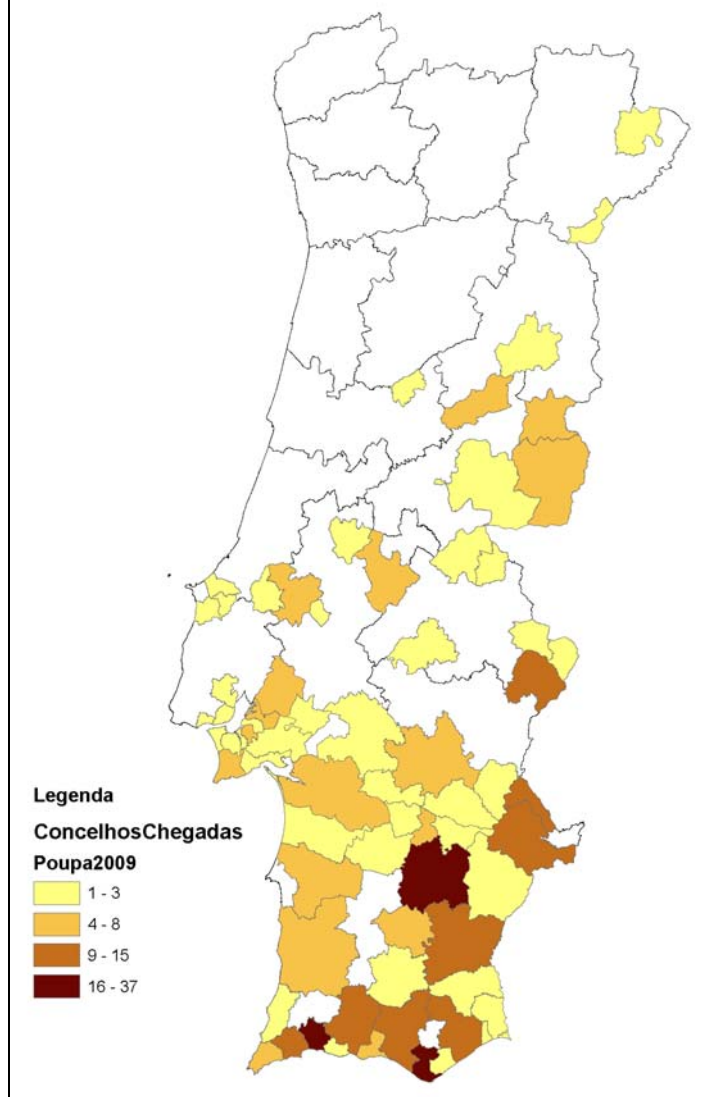 Legenda
ConcelhosChegadas
Poupa2009
1 - 3
4 - 8
9 - 15
16 - 37